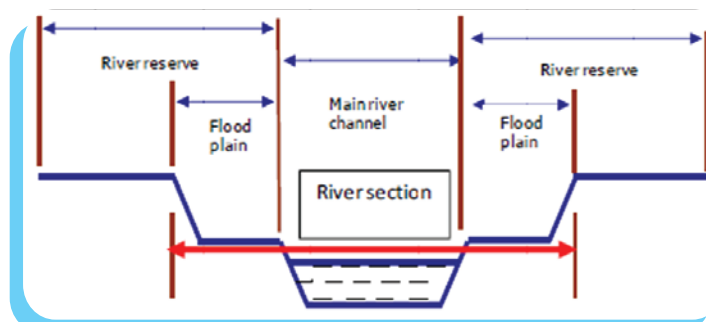 River reserve
Flood
plain
Main river
channel
River section
River reserve
Flood
plain